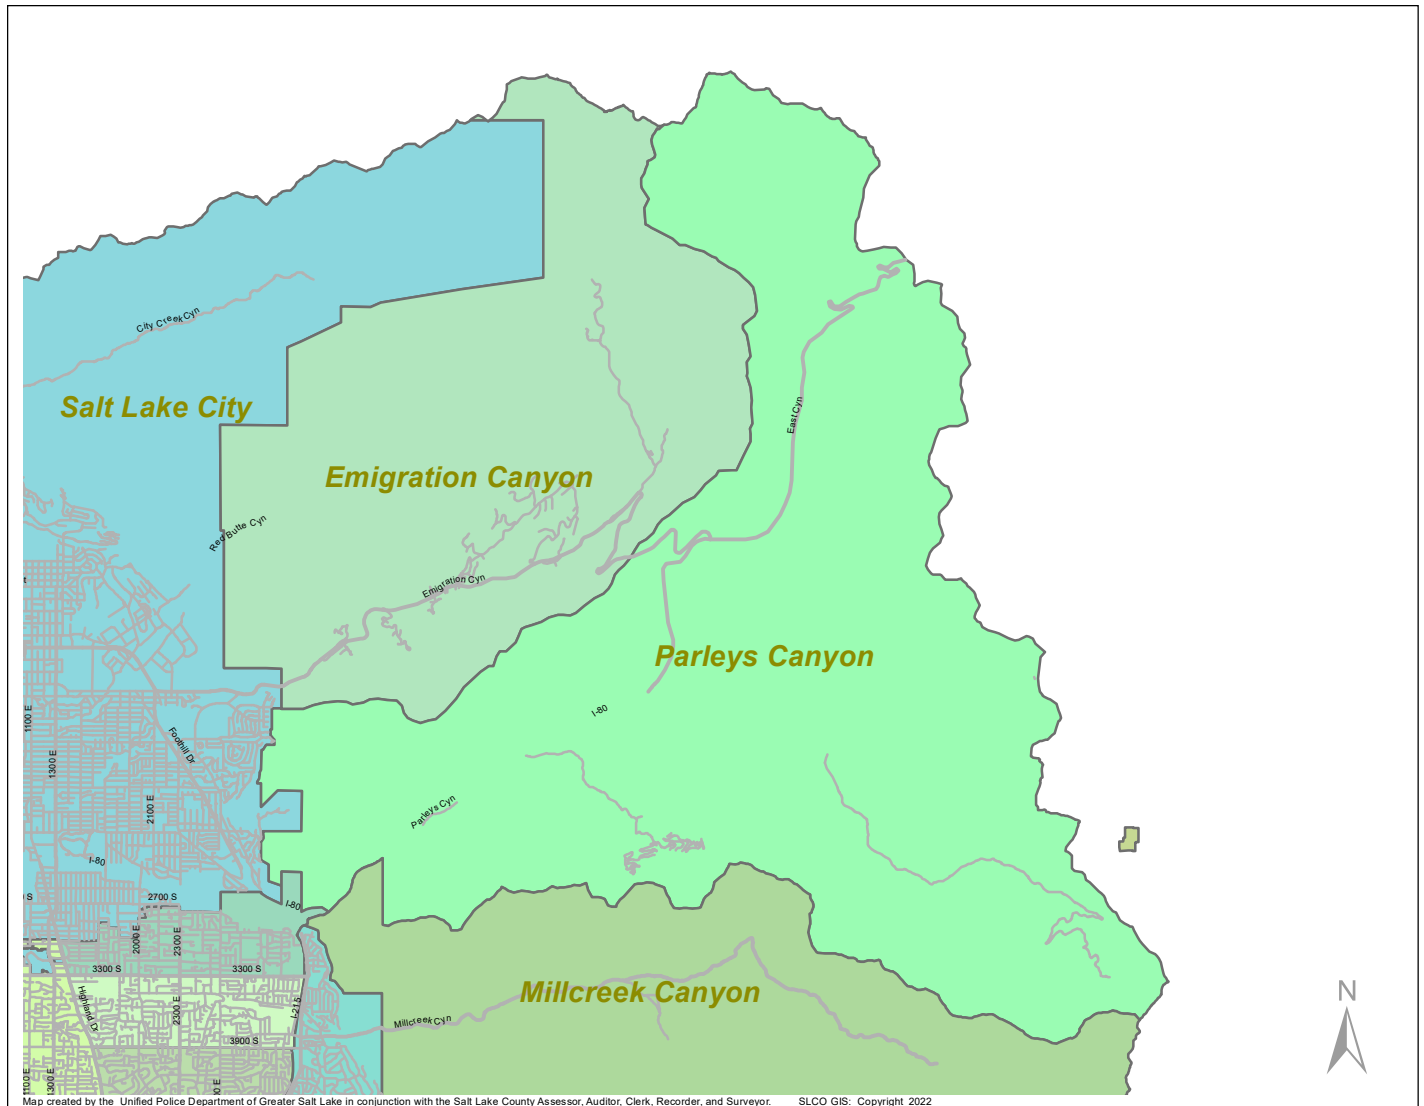 City Creek Cyn
Salt Lake City
East Cyn
Emigration Canyon
Red Butte Cyn
t
Emigration Cyn
Parleys Canyon
1100 E
I-80
Foothill Dr
1300 E
2100 E
Parleys Cyn
I-80
S
2700 S
I-80
2000 E
2300 E
3300 S
3300 S
Millcreek Canyon
N
Highland Dr
2300 E
I-215
Millcreek Cyn
3900 S
1100 E
1300 E
E
Map created by the Unified Police Department of Greater Salt Lake in conjunction with the Salt Lake County Assessor, Auditor, Clerk, Recorder, and Surveyor. SLCO GIS: Copyright 2022